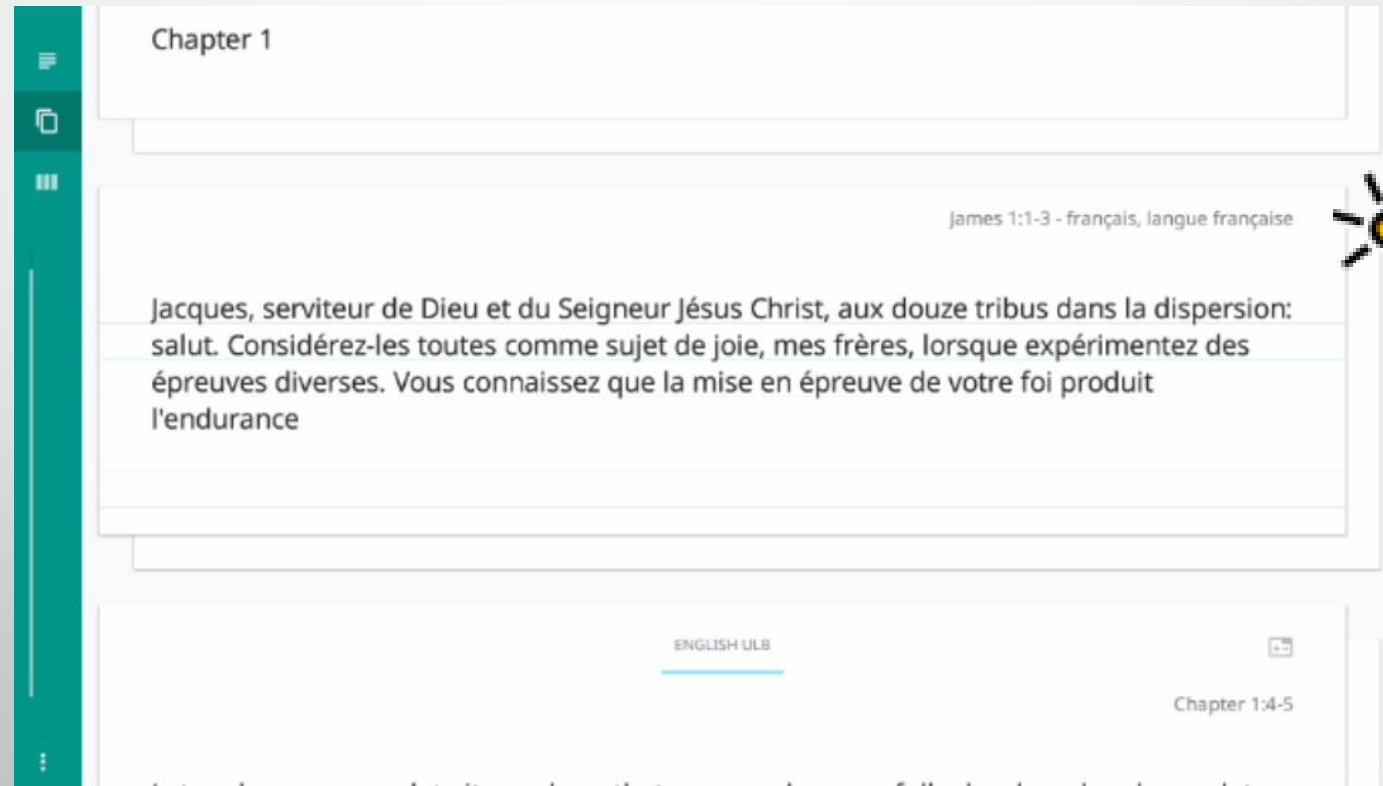 Chapter 1
James 1:1-3 - français, langue française
Jacques, serviteur de Dieu et du Seigneur Jésus Christ, aux douze tribus dans la dispersion:
salut. Considérez-les toutes comme sujet de joie, mes frères, lorsque expérimentez des
épreuves diverses. Vous connaissez que la mise en épreuve de votre foi produit
l'endurance
ENGLISH ULB
Chapter 1:4-5